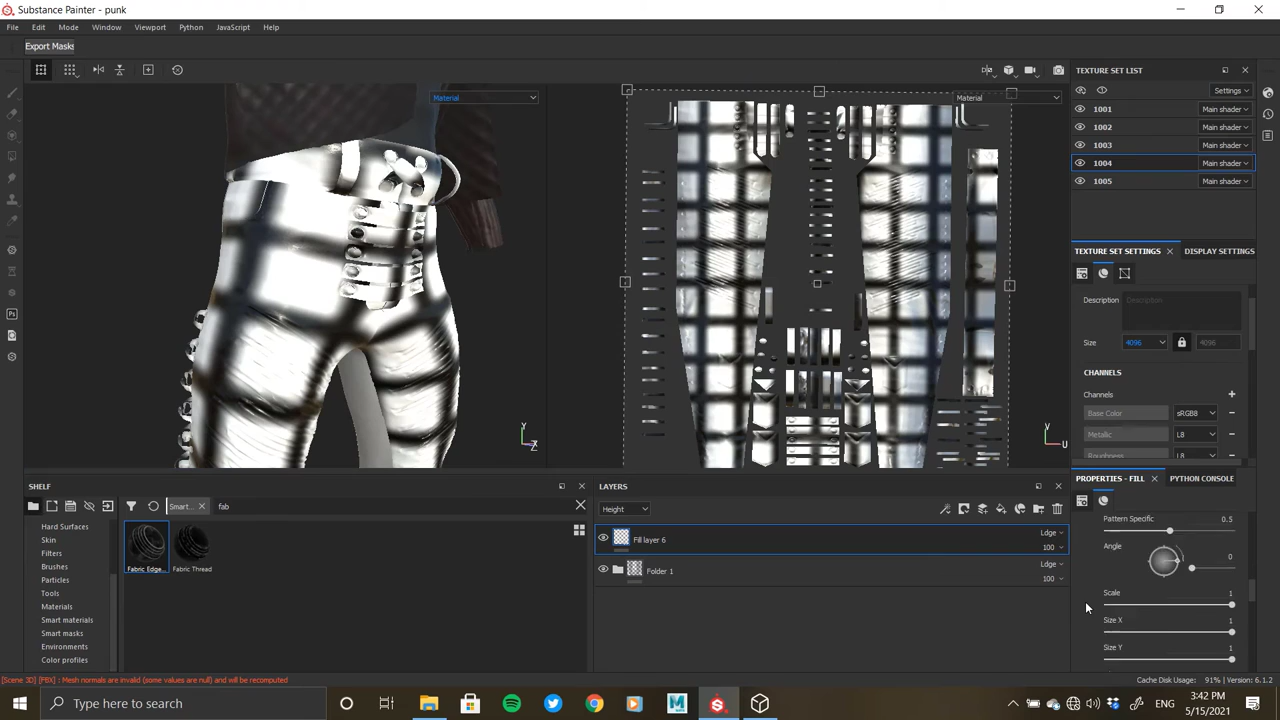 Substance Painter - punk
File Edit Mode Window Viewport Python JavaScript Help
Export Masks
Material
Material
TEXTURE SET LIST
Settings
1001 Main shader
1002 Main shader
1003 Main shader
1004 Main shader
1005 Main shader
TEXTURE SET SETTINGS DISPLAY SETTINGS
Description Description
Size 4096 4096
CHANNELS
Channels
Base Color sRGB8
Metallic L8
Roughness L8
Y
Z
V
U
Ps
SHELF
Smart...
fab
Hard Surfaces
Skin
Filters
Brushes
Particles
Tools
Materials
Smart materials
Smart masks
Environments
Color profiles
Fabric Edge...
Fabric Thread
LAYERS
Height
Fill layer 6 Ldge
100
Folder 1 Ldge
100
PROPERTIES - FILL PYTHON CONSOLE
Pattern Specific 0.5
Angle 0
Scale 1
Size X 1
Size Y 1
[Scene 3D] [FBX] : Mesh normals are invalid (some values are null) and will be recomputed
Cache Disk Usage: 91% | Version: 6.1.2
Type here to search
ENG
3:42 PM
5/15/2021